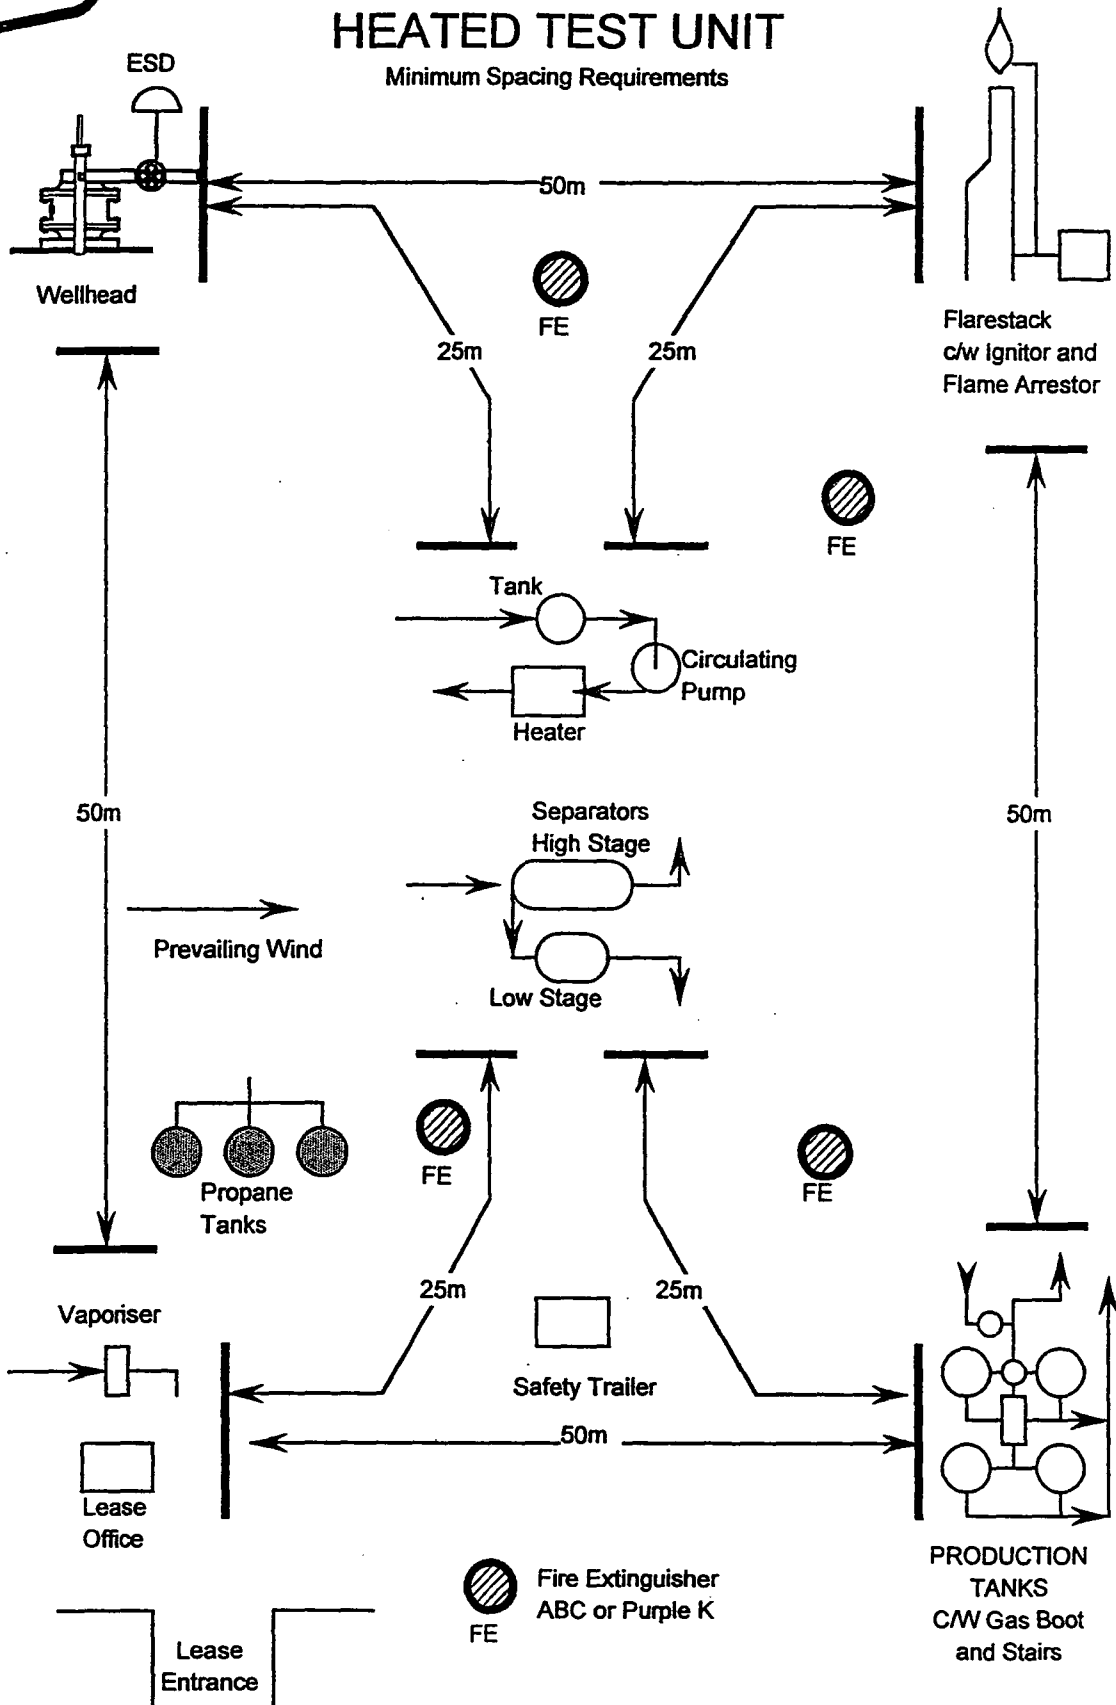 HEATED TEST UNIT
Minimum Spacing Requirements
ESD
50m
Wellhead
FE
25m
25m
Flarestack
c/w Ignitor and
Flame Arrestor
FE
Tank
Circulating
Pump
Heater
50m
50m
Separators
High Stage
Prevailing Wind
Low Stage
FE
FE
Propane
Tanks
25m
25m
Vaporiser
Safety Trailer
50m
Lease
Office
PRODUCTION
TANKS
C/W Gas Boot
and Stairs
Fire Extinguisher
ABC or Purple K
FE
Lease
Entrance